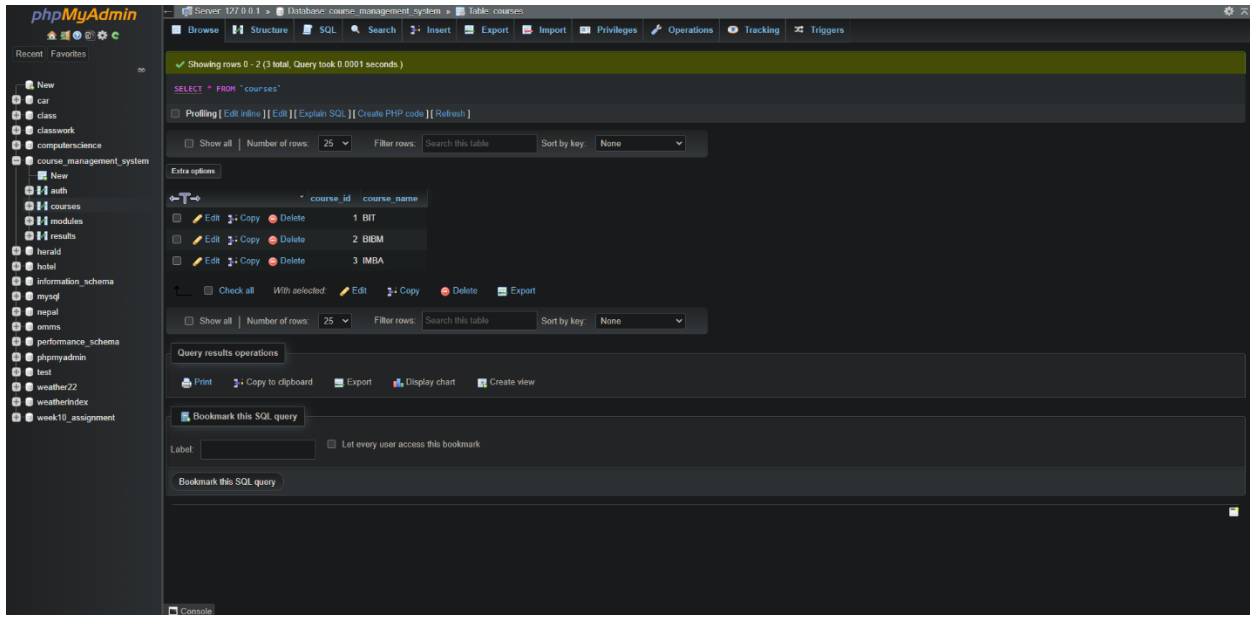 phpMyAdmin
Recent Favorites
New
car
class
classwork
computerscience
course_management_system
New
auth
courses
modules
results
herald
hotel
information_schema
mysql
nepal
omms
performance_schema
phpmyadmin
test
weather22
weatherindex
week10_assignment
Server: 127.0.0.1 » Database: course_management_system » Table: courses
Browse Structure SQL Search Insert Export Import Privileges Operations Tracking Triggers
Showing rows 0 - 2 (3 total, Query took 0.0001 seconds.)
SELECT * FROM `courses`
Profiling [ Edit inline ] [ Edit ] [ Explain SQL ] [ Create PHP code ] [ Refresh ]
Show all | Number of rows: 25 Filter rows: Search this table Sort by key: None
Extra options
course_id course_name
Edit Copy Delete 1 BIT
Edit Copy Delete 2 BIBM
Edit Copy Delete 3 IMBA
Check all With selected: Edit Copy Delete Export
Show all | Number of rows: 25 Filter rows: Search this table Sort by key: None
Query results operations
Print Copy to clipboard Export Display chart Create view
Bookmark this SQL query
Label: Let every user access this bookmark
Bookmark this SQL query
Console